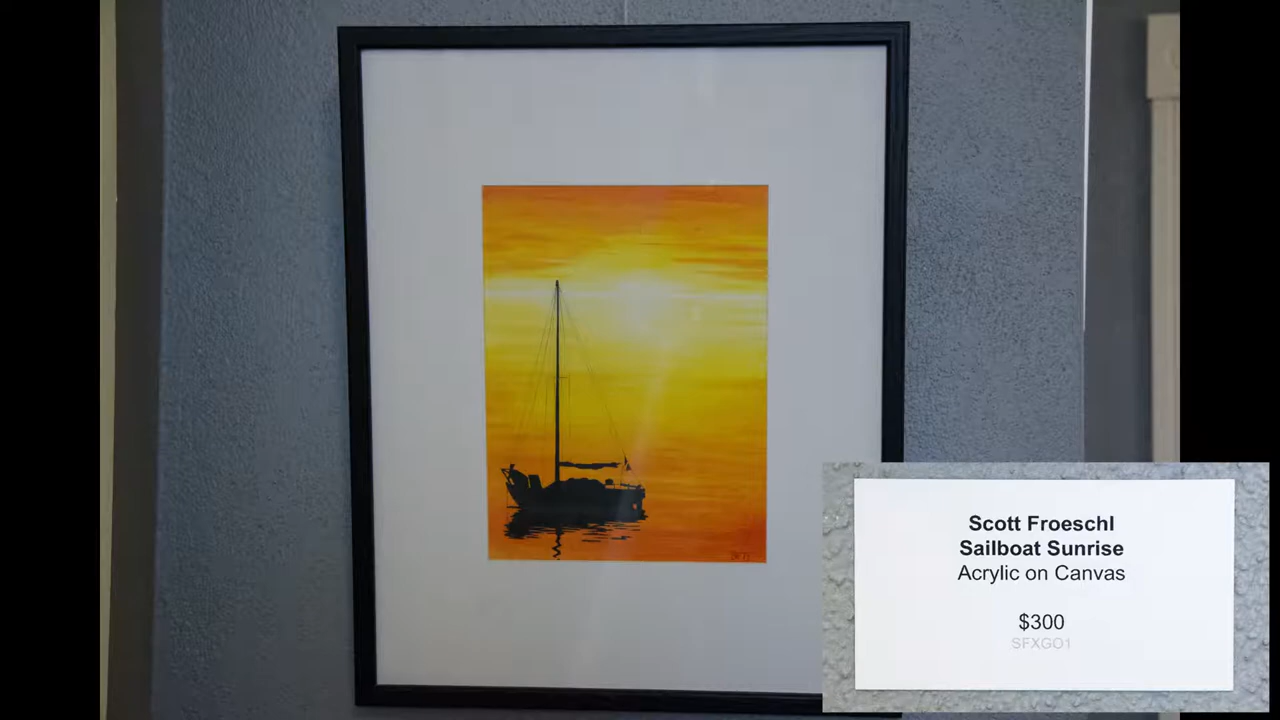 Scott Froeschl
Sailboat Sunrise
Acrylic on Canvas
$300
SFXGO1